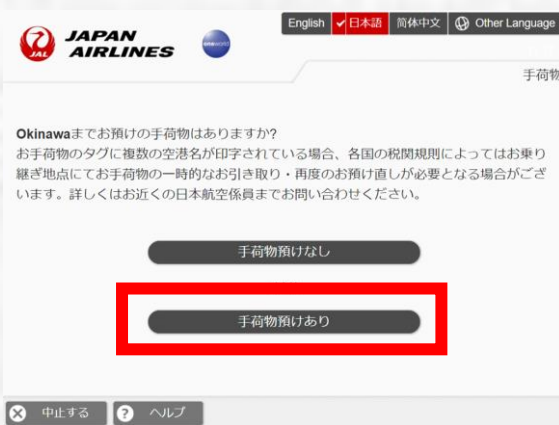 JAPAN
AIRLINES
JAL
oneworld
English 日本語 简体中文 Other Language
手荷物
Okinawaまでお預けの手荷物はありますか?
お手荷物のタグに複数の空港名が印字されている場合、各国の税関規則によってはお乗り
継ぎ地点にてお手荷物の一時的なお引き取り・再度のお預け直しが必要となる場合がござ
います。詳しくはお近くの日本航空係員までお問い合わせください。
手荷物預けなし
手荷物預けあり
中止する ヘルプ